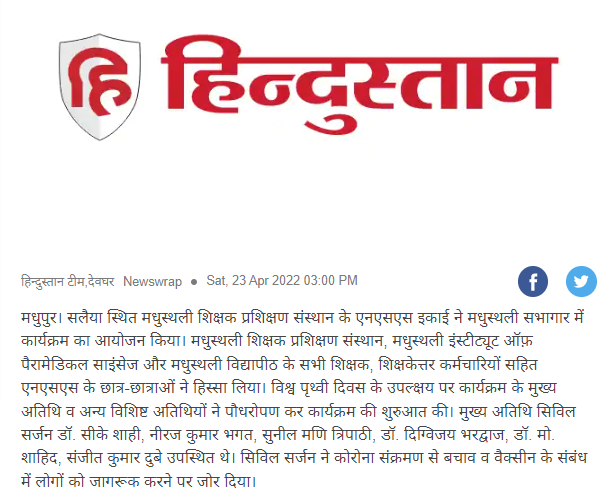 हि हिन्दुस्तान
हिन्दुस्तान टीम,देवघर Newswrap ● Sat, 23 Apr 2022 03:00 PM
मधुपुर। सलैया स्थित मधुस्थली शिक्षक प्रशिक्षण संस्थान के एनएसएस इकाई ने मधुस्थली सभागार में
कार्यक्रम का आयोजन किया। मधुस्थली शिक्षक प्रशिक्षण संस्थान, मधुस्थली इंस्टीट्यूट ऑफ़
पैरामेडिकल साइंसेज और मधुस्थली विद्यापीठ के सभी शिक्षक, शिक्षकेत्तर कर्मचारियों सहित
एनएसएस के छात्र-छात्राओं ने हिस्सा लिया। विश्व पृथ्वी दिवस के उपलक्ष्य पर कार्यक्रम के मुख्य
अतिथि व अन्य विशिष्ट अतिथियों ने पौधरोपण कर कार्यक्रम की शुरुआत की। मुख्य अतिथि सिविल
सर्जन डॉ. सीके शाही, नीरज कुमार भगत, सुनील मणि त्रिपाठी, डॉ. दिग्विजय भरद्वाज, डॉ. मो.
शाहिद, संजीत कुमार दुबे उपस्थित थे। सिविल सर्जन ने कोरोना संक्रमण से बचाव व वैक्सीन के संबंध
में लोगों को जागरूक करने पर जोर दिया।